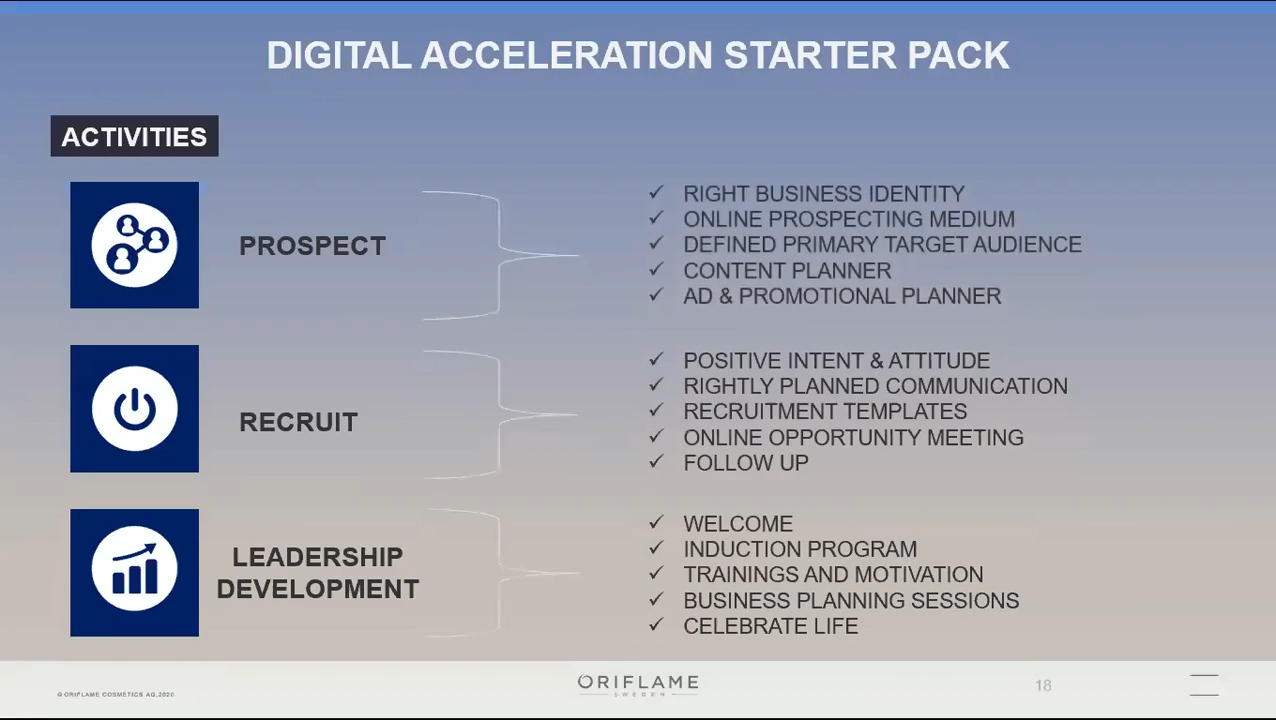 DIGITAL ACCELERATION STARTER PACK
ACTIVITIES
PROSPECT
✓ RIGHT BUSINESS IDENTITY
✓ ONLINE PROSPECTING MEDIUM
✓ DEFINED PRIMARY TARGET AUDIENCE
✓ CONTENT PLANNER
✓ AD & PROMOTIONAL PLANNER
RECRUIT
✓ POSITIVE INTENT & ATTITUDE
✓ RIGHTLY PLANNED COMMUNICATION
✓ RECRUITMENT TEMPLATES
✓ ONLINE OPPORTUNITY MEETING
✓ FOLLOW UP
LEADERSHIP
DEVELOPMENT
✓ WELCOME
✓ INDUCTION PROGRAM
✓ TRAININGS AND MOTIVATION
✓ BUSINESS PLANNING SESSIONS
✓ CELEBRATE LIFE
© ORIFLAME COSMETICS AG,2020
ORIFLAME
SWEDEN
18